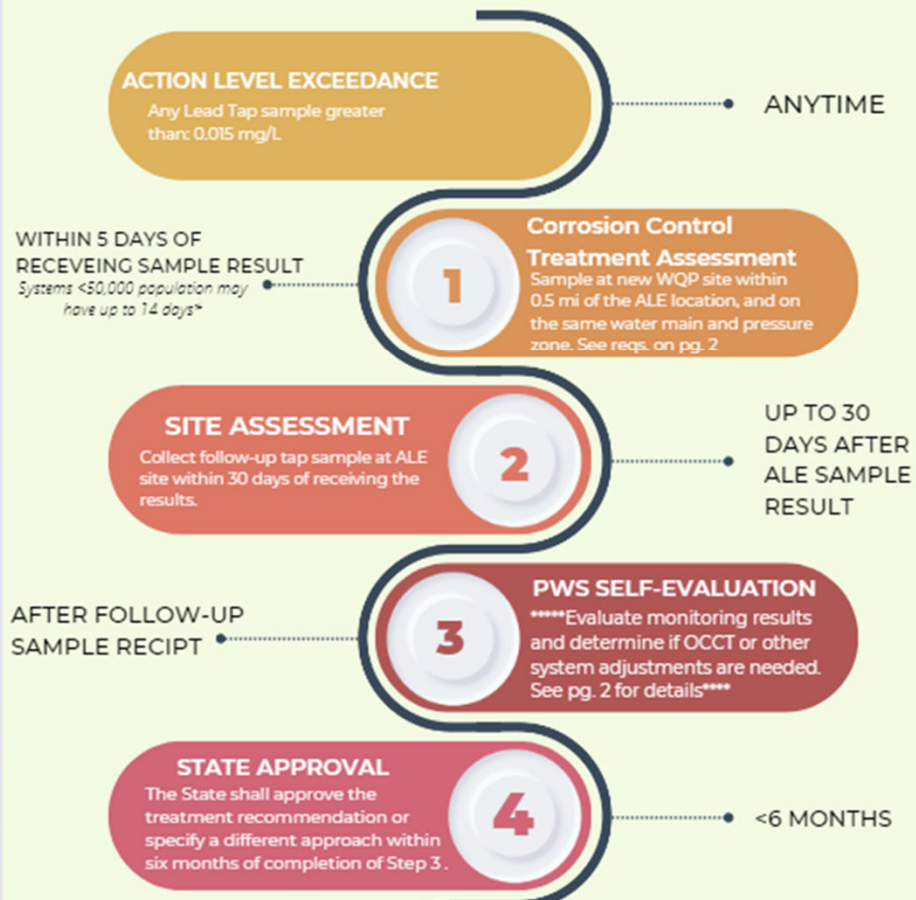 ACTION LEVEL EXCEEDANCE
Any Lead Tap sample greater
than: 0.015 mg/L
ANYTIME
WITHIN 5 DAYS OF
RECEVEING SAMPLE RESULT
Systems <50,000 population may
have up to 14 days*
1
Corrosion Control
Treatment Assessment
Sample at new WQP site within
0.5 mi of the ALE location, and on
the same water main and pressure
zone. See reqs. on pg. 2
SITE ASSESSMENT
Collect follow-up tap sample at ALE
site within 30 days of receiving the
results.
2
UP TO 30
DAYS AFTER
ALE SAMPLE
RESULT
AFTER FOLLOW-UP
SAMPLE RECIPT
3
PWS SELF-EVALUATION
*****Evaluate monitoring results
and determine if OCCT or other
system adjustments are needed.
See pg. 2 for details****
STATE APPROVAL
The State shall approve the
treatment recommendation or
specify a different approach within
six months of completion of Step 3 .
4
<6 MONTHS